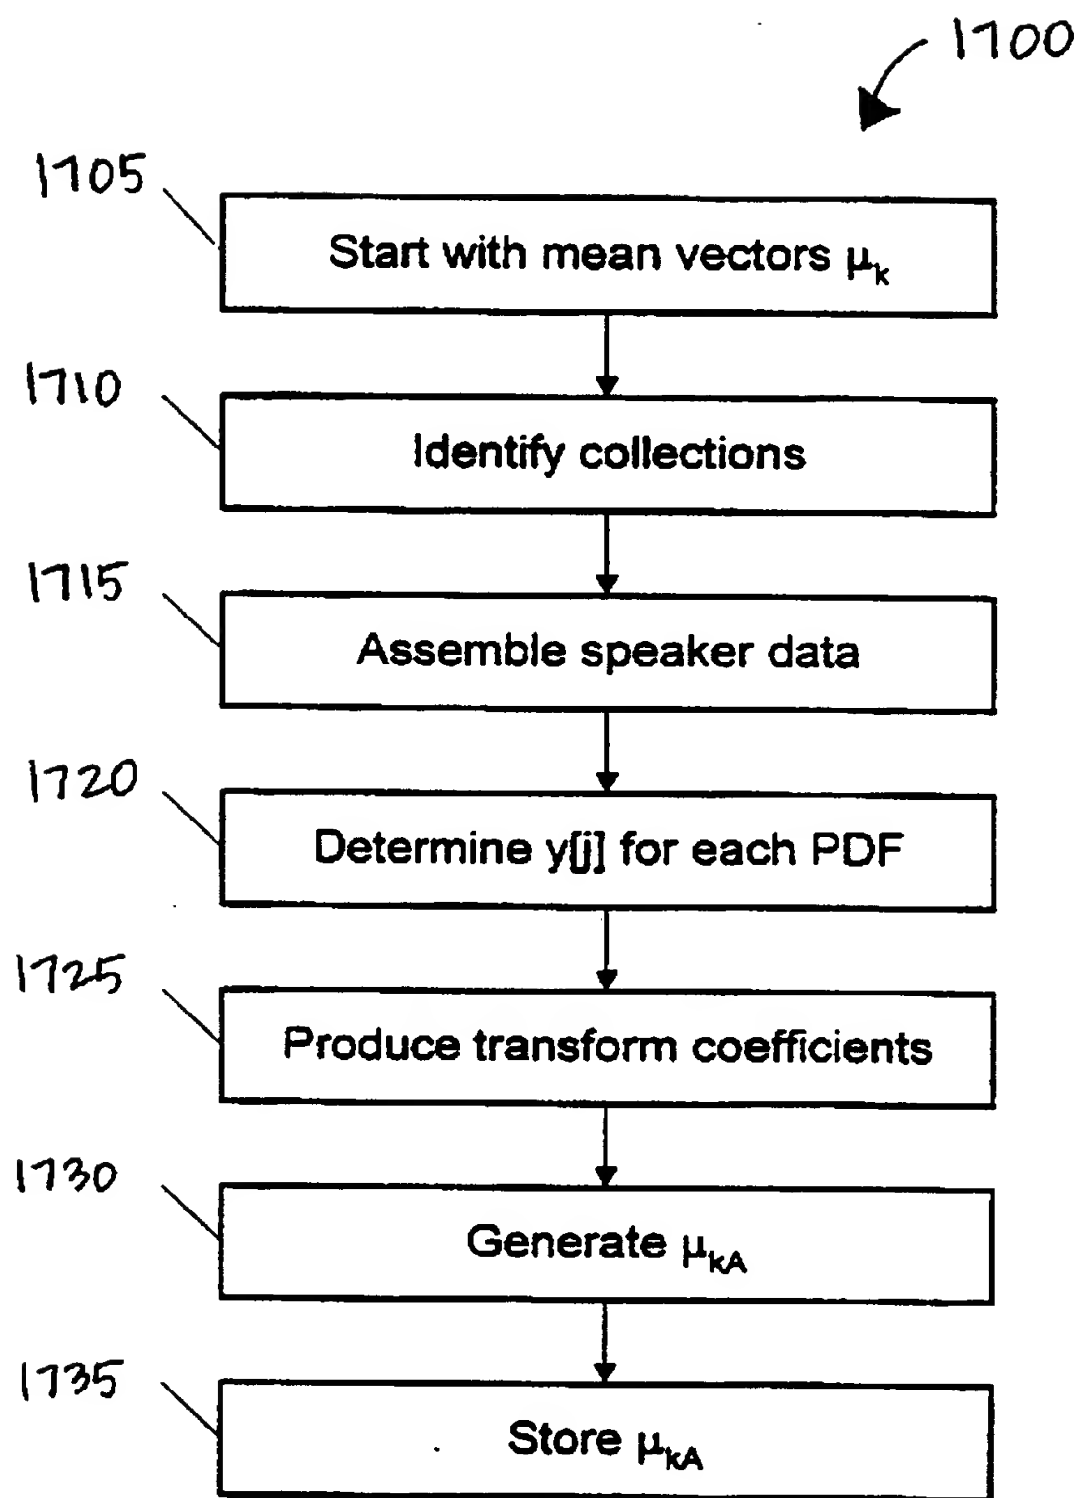 1700
1705
Start with mean vectors μk
1710
Identify collections
1715
Assemble speaker data
1720
Determine y[j] for each PDF
1725
Produce transform coefficients
1730
Generate μkA
1735
Store μkA